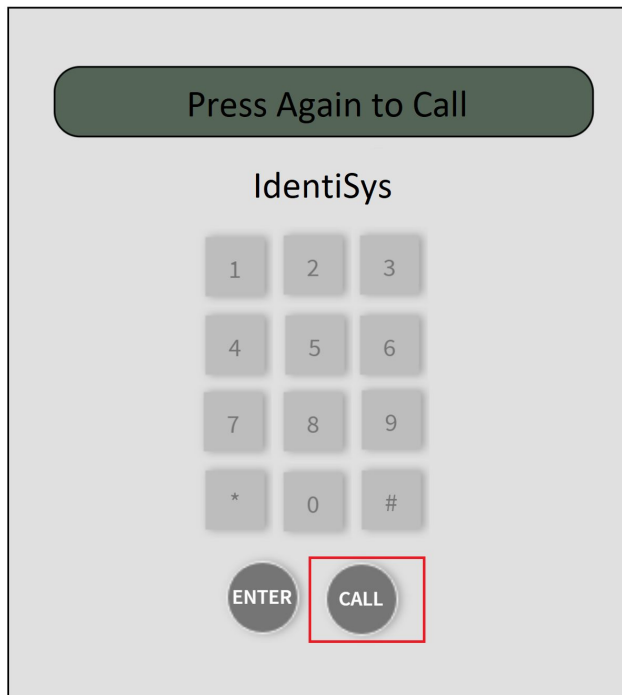 Press Again to Call
IdentiSys
1 2 3
4 5 6
7 8 9
* 0 #
ENTER CALL